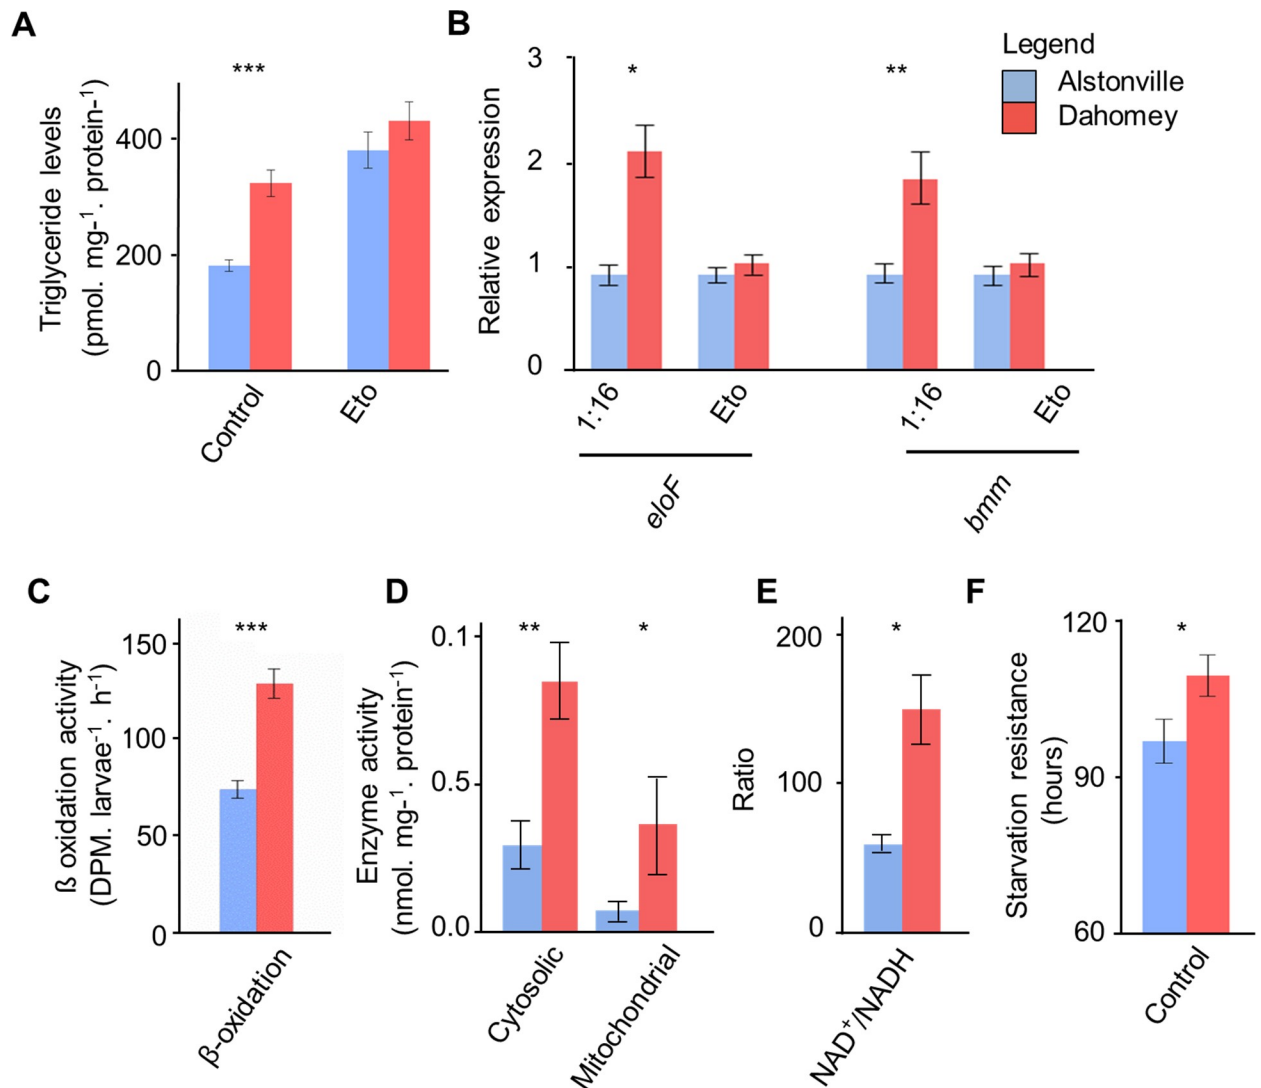 A
Triglyceride levels
(pmol. mg-¹. protein-¹)
***
400
200
0
Control
Eto
B
Relative expression
3
2
1
0
*
**
1:16
Eto
1:16
Eto
eloF
bmm
Legend
Alstonville
Dahomey
C
ß oxidation activity
(DPM. larvae⁻¹. h⁻¹)
***
150
100
50
0
β-oxidation
D
Enzyme activity
(nmol. mg-¹. protein⁻¹)
**
*
0.1
0.5
0.0
Cytosolic
Mitochondrial
E
Ratio
*
200
100
0
NAD⁺/NADH
F
Starvation resistance
(hours)
*
120
90
60
Control